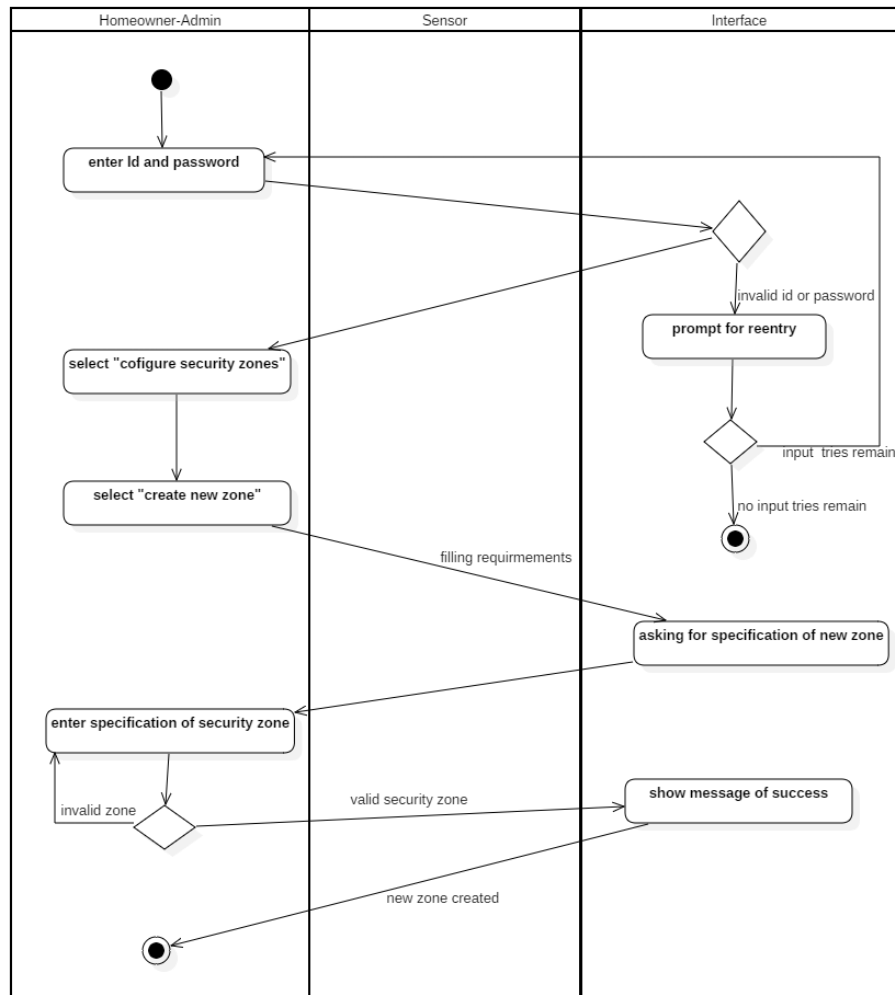 Homeowner-Admin
Sensor
Interface
enter Id and password
invalid id or password
prompt for reentry
select "cofigure security zones"
input tries remain
select "create new zone"
no input tries remain
filling requirmements
asking for specification of new zone
enter specification of security zone
show message of success
valid security zone
invalid zone
new zone created